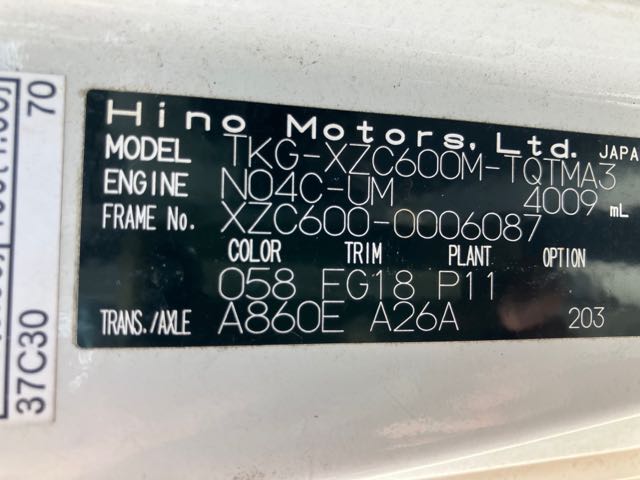 Hino Motors, Ltd. JAPA
MODEL TKG-XZC600M-TQTMA3
ENGINE N04C-UM 4009 mL
FRAME No. XZC600-0006087
COLOR TRIM PLANT OPTION
058 FG18 P11
TRANS./AXLE A860E A26A 203
70
37C30